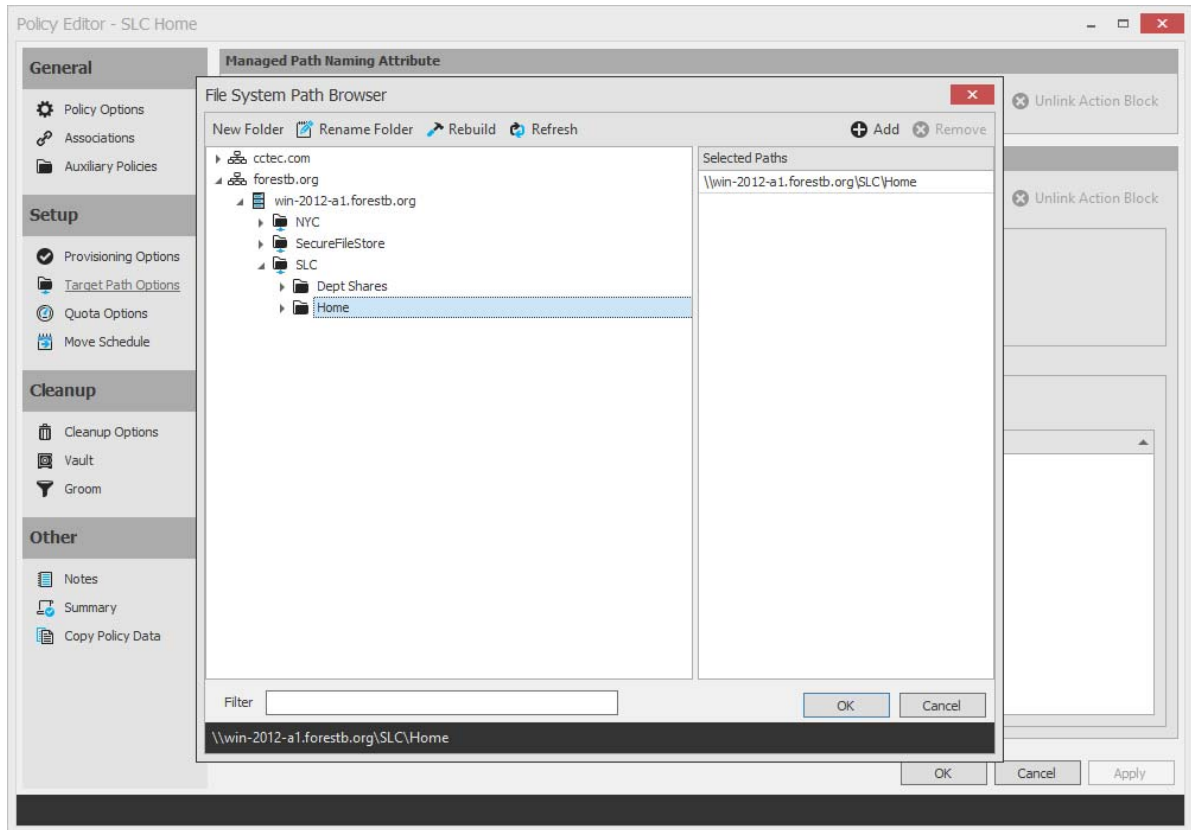 Policy Editor - SLC Home
General
Policy Options
Associations
Auxiliary Policies
Setup
Provisioning Options
Target Path Options
Quota Options
Move Schedule
Cleanup
Cleanup Options
Vault
Groom
Other
Notes
Summary
Copy Policy Data
Managed Path Naming Attribute
Unlink Action Block
Unlink Action Block
File System Path Browser
New Folder Rename Folder Rebuild Refresh Add Remove
cctec.com
forestb.org
win-2012-a1.forestb.org
NYC
SecureFileStore
SLC
Dept Shares
Home
Selected Paths
\\win-2012-a1.forestb.org\SLC\Home
Filter
OK Cancel
\\win-2012-a1.forestb.org\SLC\Home
OK Cancel Apply